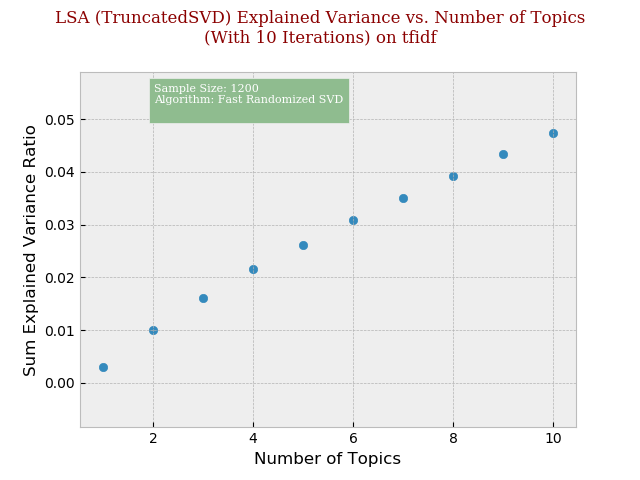 LSA (TruncatedSVD) Explained Variance vs. Number of Topics
(With 10 Iterations) on tfidf
Sample Size: 1200
Algorithm: Fast Randomized SVD
Sum Explained Variance Ratio
0.05
0.04
0.03
0.02
0.01
0.00
2 4 6 8 10
Number of Topics